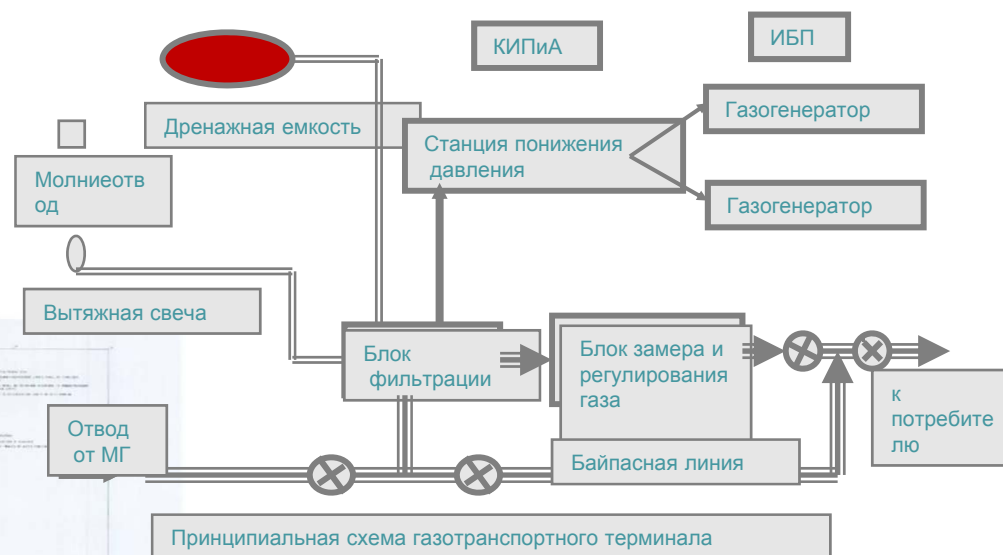 КИПиА
ИБП
Дренажная емкость
Газогенератор
Станция понижения
давления
Молниеотв
од
Газогенератор
Вытяжная свеча
Блок
фильтрации
Блок замера и
регулирования
газа
к
потребите
лю
Отвод
от МГ
Байпасная линия
Принципиальная схема газотранспортного терминала